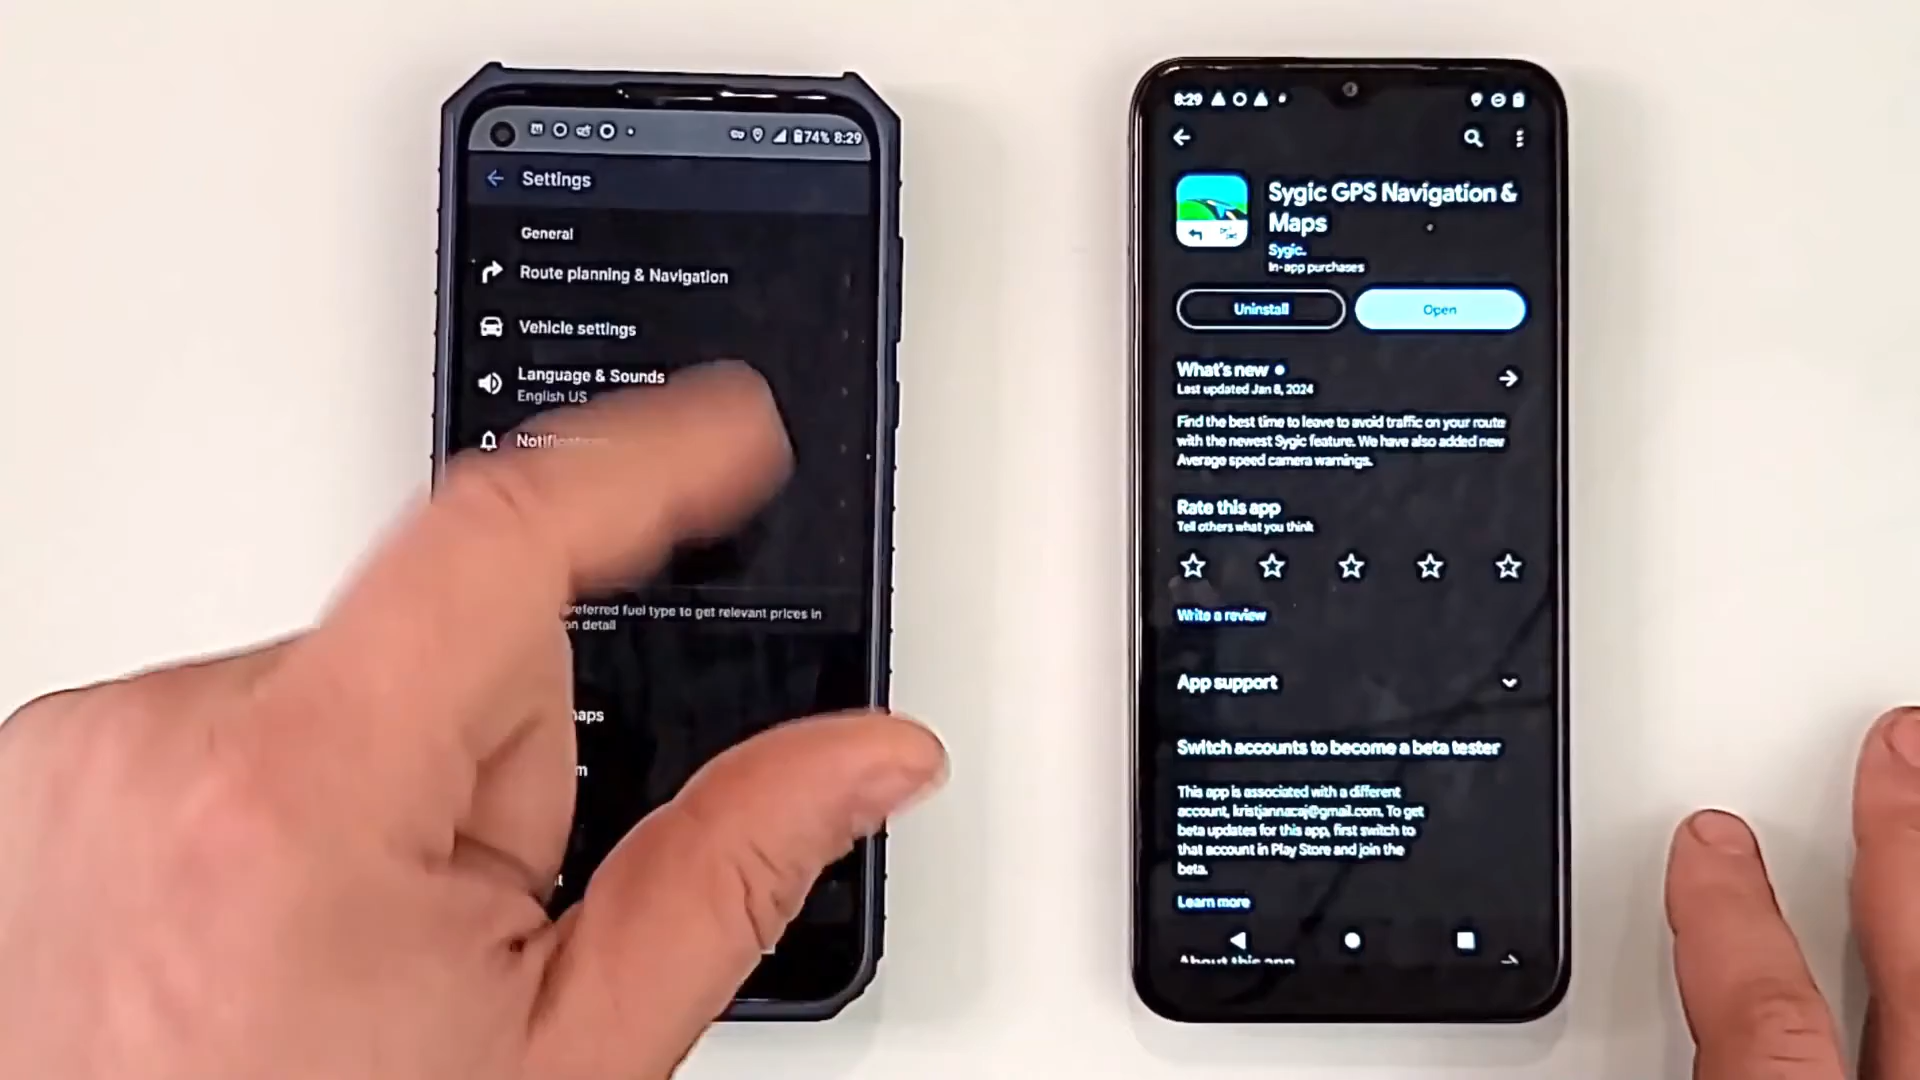 74% 8:29
Settings
General
Route planning & Navigation
Vehicle settings
Language & Sounds
English US
preferred fuel type to get relevant prices in
on detail
8:29
Sygic GPS Navigation &
Maps
Sygic.
In-app purchases
Uninstall
Open
What's new
Last updated Jan 8, 2024
Find the best time to leave to avoid traffic on your route
with the newest Sygic feature. We have also added new
Average speed camera warnings.
Rate this app
Tell others what you think
Write a review
App support
Switch accounts to become a beta tester
This app is associated with a different
account, kristjannacaj@gmail.com. To get
beta updates for this app, first switch to
that account in Play Store and join the
beta.
Learn more
About this app